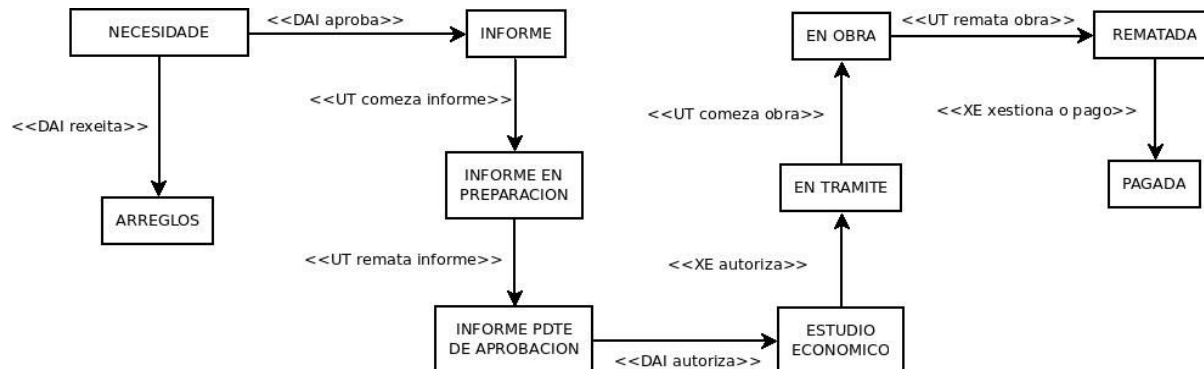 NECESIDADE
<<DAI aproba>>
INFORME
<<DAI rexeita>>
ARREGLOS
<<UT comeza informe>>
INFORME EN
PREPARACION
<<UT remata informe>>
INFORME PDTE
DE APROBACION
<<DAI autoriza>>
ESTUDIO
ECONOMICO
<<XE autoriza>>
EN TRAMITE
<<UT comeza obra>>
EN OBRA
<<UT remata obra>>
REMATADA
<<XE xestiona o pago>>
PAGADA